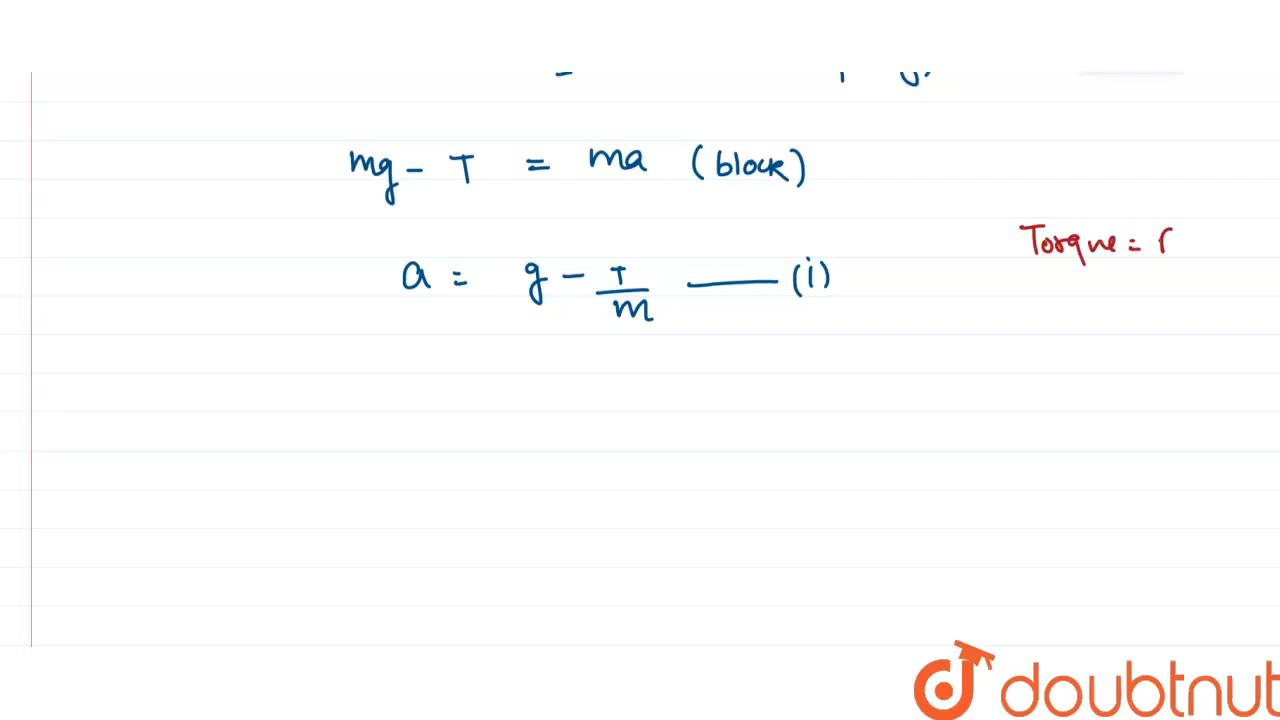 mg - T = ma (block)
Torque = r
a = g - T/m —— (i)
doubtnut